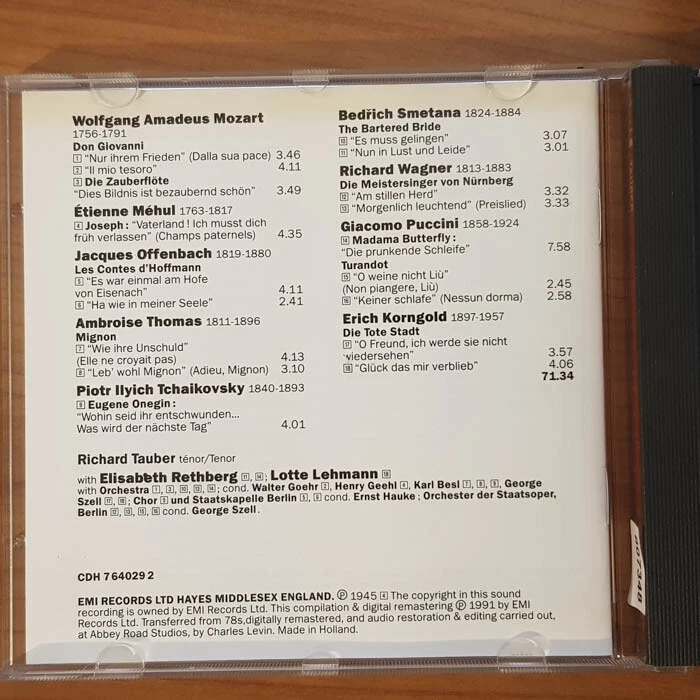 Wolfgang Amadeus Mozart
1756-1791
Don Giovanni
1 "Nur ihrem Frieden" (Dalla sua pace) 3.46
2 "Il mio tesoro" 4.11
3 Die Zauberflöte
"Dies Bildnis ist bezaubernd schön" 3.49
Étienne Méhul 1763-1817
4 Joseph: "Vaterland ! Ich musst dich
früh verlassen" (Champs paternels) 4.35
Jacques Offenbach 1819-1880
Les Contes d'Hoffmann
5 "Es war einmal am Hofe
von Eisenach" 4.11
6 "Ha wie in meiner Seele" 2.41
Ambroise Thomas 1811-1896
Mignon
7 "Wie ihre Unschuld"
(Elle ne croyait pas) 4.13
8 "Leb' wohl Mignon" (Adieu, Mignon) 3.10
Piotr Ilyich Tchaikovsky 1840-1893
9 Eugene Onegin:
"Wohin seid ihr entschwunden...
Was wird der nächste Tag" 4.01
Bedřich Smetana 1824-1884
The Bartered Bride
10 "Es muss gelingen" 3.07
11 "Nun in Lust und Leide" 3.01
Richard Wagner 1813-1883
Die Meistersinger von Nürnberg
12 "Am stillen Herd" 3.32
13 "Morgenlich leuchtend" (Preislied) 3.33
Giacomo Puccini 1858-1924
14 Madama Butterfly:
"Die prunkende Schleife" 7.58
Turandot
15 "O weine nicht Liù"
(Non piangere, Liù) 2.45
16 "Keiner schlafe" (Nessun dorma) 2.58
Erich Korngold 1897-1957
Die Tote Stadt
17 "O Freund, ich werde sie nicht
wiedersehen" 3.57
18 "Glück das mir verblieb" 4.06
71.34
Richard Tauber ténor/Tenor
with Elisabeth Rethberg 11, 14; Lotte Lehmann 18
with Orchestra cond. Walter Goehr Henry Geehl Karl Besl 7, 8, 9, George
Szell 17, 18; Chor 5 und Staatskapelle Berlin 5, 6 cond. Ernst Hauke; Orchester der Staatsoper,
Berlin cond. George Szell.
CDH 7 64029 2
EMI RECORDS LTD HAYES MIDDLESEX ENGLAND. ℗ 1945 4 The copyright in this sound
recording is owned by EMI Records Ltd. This compilation & digital remastering ℗ 1991 by EMI
Records Ltd. Transferred from 78s,digitally remastered, and audio restoration & editing carried out,
at Abbey Road Studios, by Charles Levin. Made in Holland.